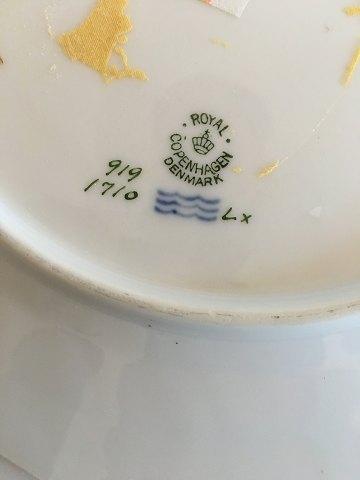 ROYAL
COPENHAGEN
DENMARK
919
1710
Lx